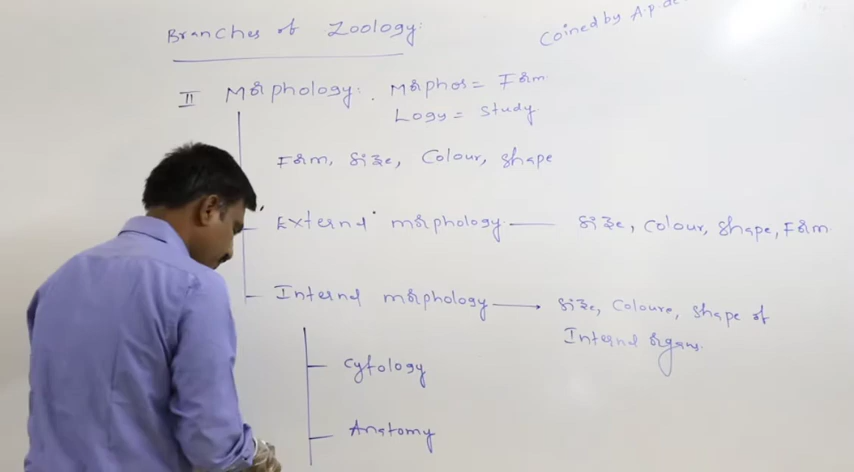 Branches of Zoology:
Coined by A.P. de
II Morphology: Morphos = Form
Logy = study
Form, Size, Colour, shape
External morphology — Size, Colour, shape, Form
Internal morphology → Size, Coloure, shape of
Internal organs.
Cytology
Anatomy